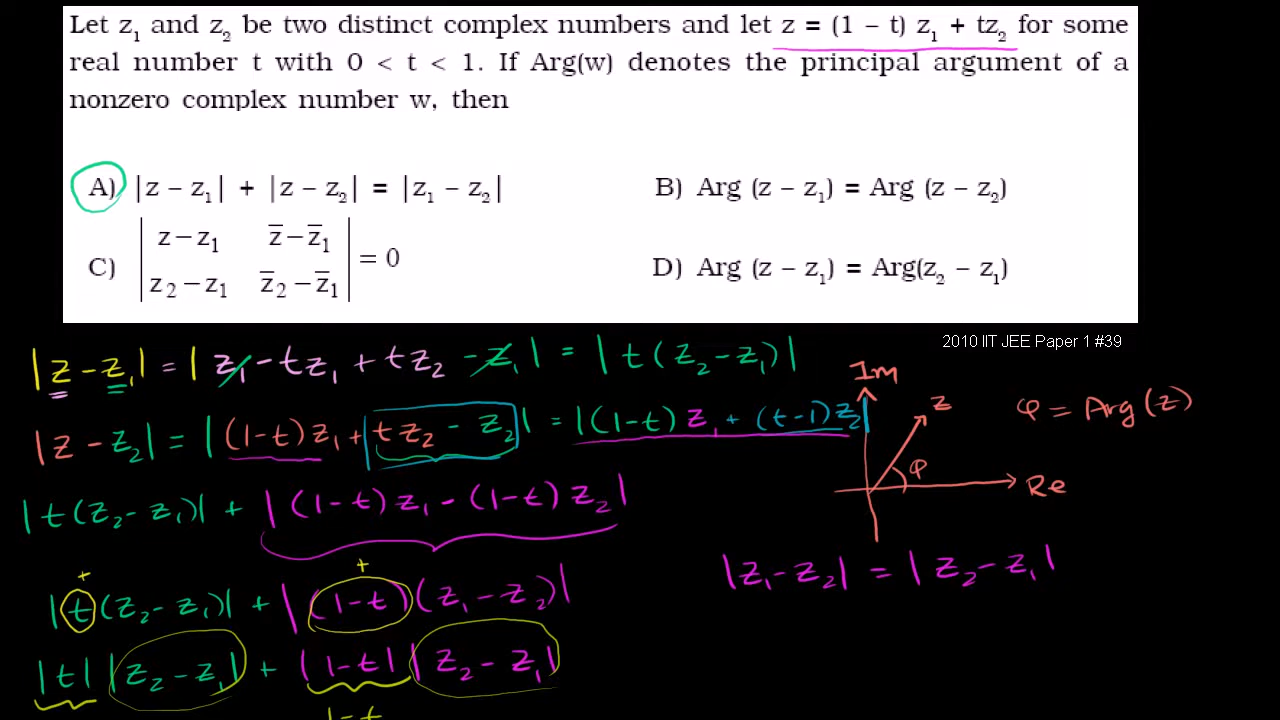 Let z₁ and z₂ be two distinct complex numbers and let z = (1 – t) z₁ + tz₂ for some
real number t with 0 < t < 1. If Arg(w) denotes the principal argument of a
nonzero complex number w, then
A) |z – z₁| + |z – z₂| = |z₁ – z₂|
B) Arg (z – z₁) = Arg (z – z₂)
C) | z – z₁   z̅ – z̅₁ |
| z₂ – z₁   z̅₂ – z̅₁ | = 0
D) Arg (z – z₁) = Arg(z₂ – z₁)
2010 IIT JEE Paper 1 #39
|z – z₁| = | z₁ – tz₁ + tz₂ – z₁ | = | t(z₂ – z₁)|
|z – z₂| = | (1–t)z₁ + tz₂ – z₂ | = |(1–t) z₁ + (t–1) z₂|
|t(z₂ – z₁)| + | (1–t) z₁ – (1–t) z₂ |
+ +
|t(z₂ – z₁)| + |(1–t)(z₁ – z₂)|
|t| |z₂ – z₁| + |1–t| | z₂ – z₁|
1–t
Im
z
φ
Re
φ = Arg(z)
|z₁ – z₂| = | z₂ – z₁ |